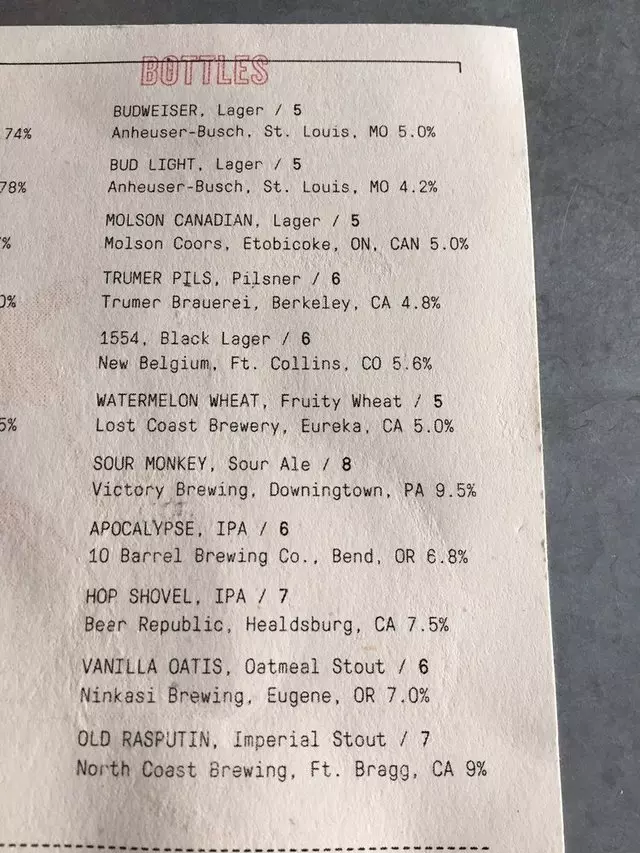 BOTTLES
BUDWEISER, Lager / 5
74% Anheuser-Busch, St. Louis, MO 5.0%
BUD LIGHT, Lager / 5
78% Anheuser-Busch, St. Louis, MO 4.2%
MOLSON CANADIAN, Lager / 5
% Molson Coors, Etobicoke, ON, CAN 5.0%
TRUMER PILS, Pilsner / 6
0% Trumer Brauerei, Berkeley, CA 4.8%
1554, Black Lager / 6
New Belgium, Ft. Collins, CO 5.6%
WATERMELON WHEAT, Fruity Wheat / 5
5% Lost Coast Brewery, Eureka, CA 5.0%
SOUR MONKEY, Sour Ale / 8
Victory Brewing, Downingtown, PA 9.5%
APOCALYPSE, IPA / 6
10 Barrel Brewing Co., Bend, OR 6.8%
HOP SHOVEL, IPA / 7
Bear Republic, Healdsburg, CA 7.5%
VANILLA OATIS, Oatmeal Stout / 6
Ninkasi Brewing, Eugene, OR 7.0%
OLD RASPUTIN, Imperial Stout / 7
North Coast Brewing, Ft. Bragg, CA 9%